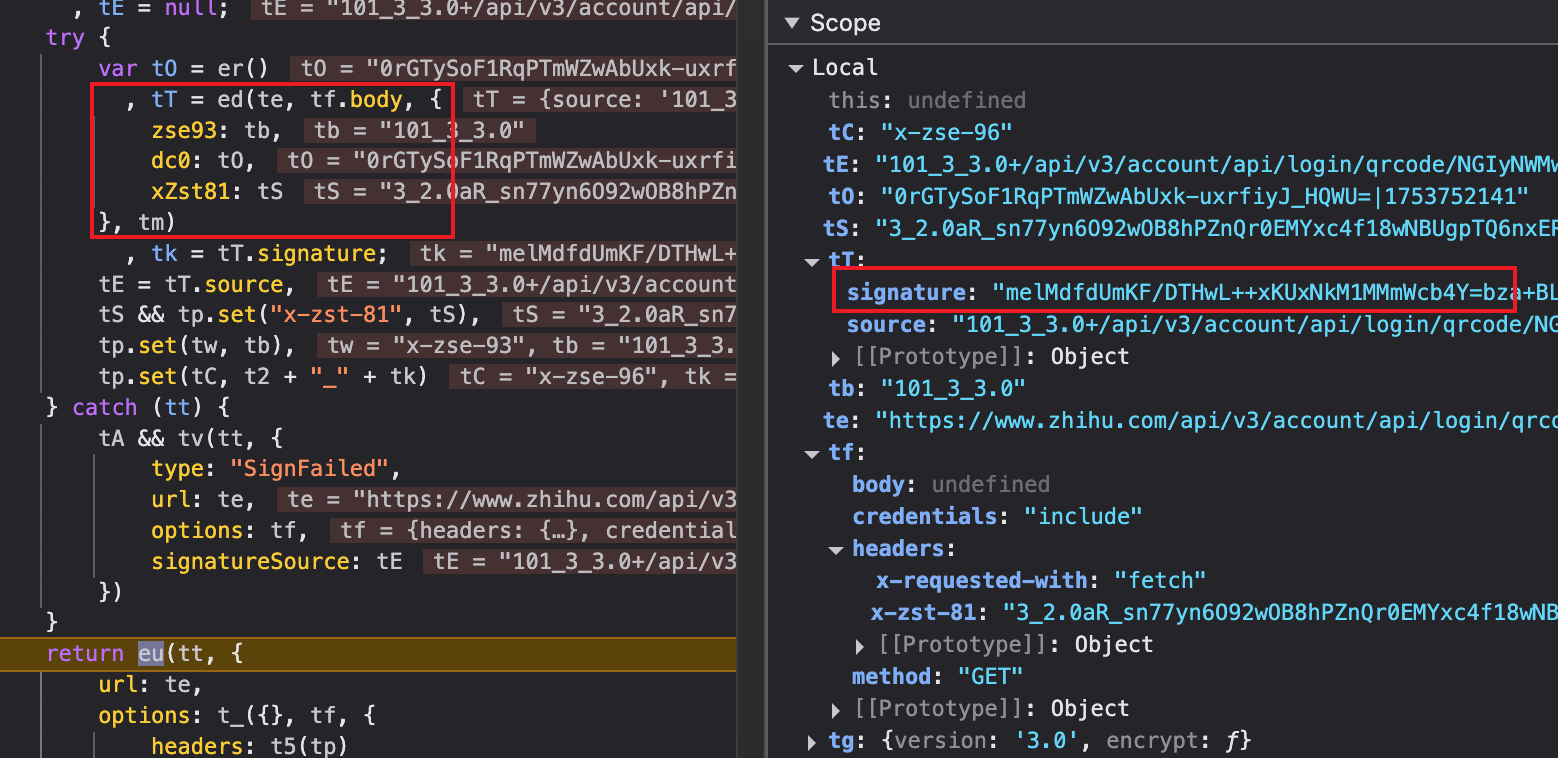 , tE = null; tE = "101_3_3.0+/api/v3/account/api/
try {
var tO = er() tO = "0rGTySoF1RqPTmWZwAbUxk-uxrf
, tT = ed(te, tf.body, { tT = {source: '101_3
zse93: tb, tb = "101_3_3.0"
dc0: tO, tO = "0rGTySoF1RqPTmWZwAbUxk-uxrfi
xZst81: tS tS = "3_2.0aR_sn77yn6O92wOB8hPZn
}, tm)
, tk = tT.signature; tk = "melMdfdUmKF/DTHwL+
tE = tT.source, tE = "101_3_3.0+/api/v3/account
tS && tp.set("x-zst-81", tS), tS = "3_2.0aR_sn7
tp.set(tw, tb), tw = "x-zse-93", tb = "101_3_3.
tp.set(tC, t2 + "_" + tk) tC = "x-zse-96", tk =
} catch (tt) {
tA && tv(tt, {
type: "SignFailed",
url: te, te = "https://www.zhihu.com/api/v3
options: tf, tf = {headers: {…}, credential
signatureSource: tE tE = "101_3_3.0+/api/v3
})
}
return eu(tt, {
url: te,
options: t_({}, tf, {
headers: t5(tp)
Scope
Local
this: undefined
tC: "x-zse-96"
tE: "101_3_3.0+/api/v3/account/api/login/qrcode/NGIyNWMw
tO: "0rGTySoF1RqPTmWZwAbUxk-uxrfiyJ_HQWU=|1753752141"
tS: "3_2.0aR_sn77yn6O92wOB8hPZnQr0EMYxc4f18wNBUgpTQ6nxER
tT:
signature: "melMdfdUmKF/DTHwL++xKUxNkM1MMmWcb4Y=bza+BL
source: "101_3_3.0+/api/v3/account/api/login/qrcode/NG
[[Prototype]]: Object
tb: "101_3_3.0"
te: "https://www.zhihu.com/api/v3/account/api/login/qrco
tf:
body: undefined
credentials: "include"
headers:
x-requested-with: "fetch"
x-zst-81: "3_2.0aR_sn77yn6O92wOB8hPZnQr0EMYxc4f18wNB
[[Prototype]]: Object
method: "GET"
[[Prototype]]: Object
tg: {version: '3.0', encrypt: ƒ}